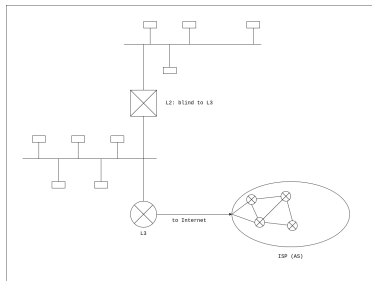 L2: blind to L3
to Internet
L3
ISP (AS)